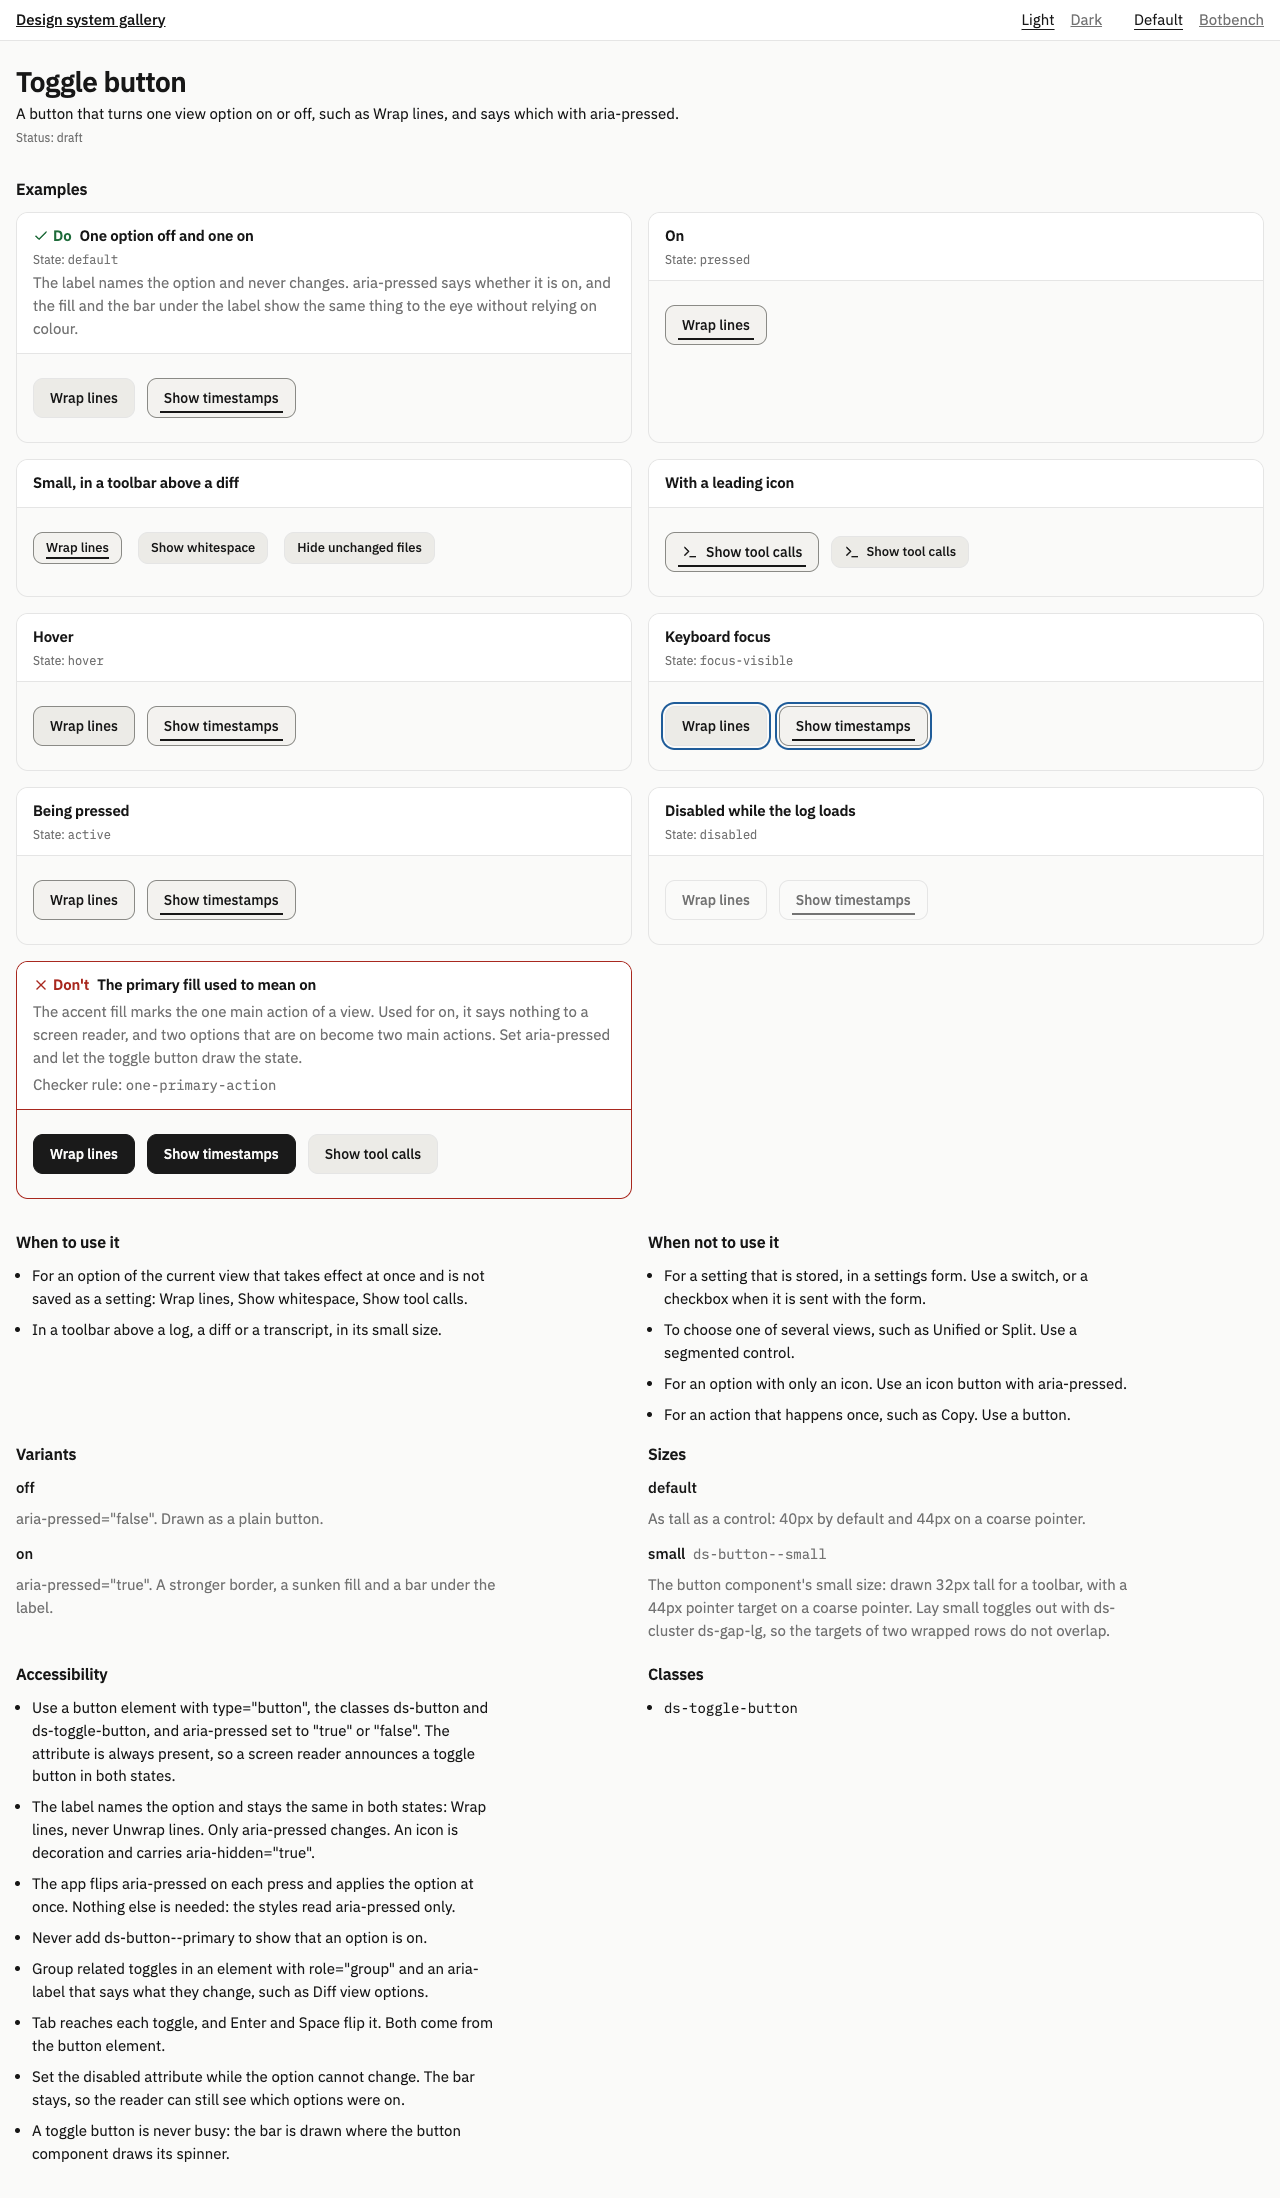 Design system gallery
Light Dark Default Botbench
Toggle button
A button that turns one view option on or off, such as Wrap lines, and says which with aria-pressed.
Status: draft
Examples
Do One option off and one on
State: default
The label names the option and never changes. aria-pressed says whether it is on, and
the fill and the bar under the label show the same thing to the eye without relying on
colour.
Wrap lines Show timestamps
On
State: pressed
Wrap lines
Small, in a toolbar above a diff
Wrap lines Show whitespace Hide unchanged files
With a leading icon
Show tool calls Show tool calls
Hover
State: hover
Wrap lines Show timestamps
Keyboard focus
State: focus-visible
Wrap lines Show timestamps
Being pressed
State: active
Wrap lines Show timestamps
Disabled while the log loads
State: disabled
Wrap lines Show timestamps
Don't The primary fill used to mean on
The accent fill marks the one main action of a view. Used for on, it says nothing to a
screen reader, and two options that are on become two main actions. Set aria-pressed
and let the toggle button draw the state.
Checker rule: one-primary-action
Wrap lines Show timestamps Show tool calls
When to use it
• For an option of the current view that takes effect at once and is not
saved as a setting: Wrap lines, Show whitespace, Show tool calls.
• In a toolbar above a log, a diff or a transcript, in its small size.
When not to use it
• For a setting that is stored, in a settings form. Use a switch, or a
checkbox when it is sent with the form.
• To choose one of several views, such as Unified or Split. Use a
segmented control.
• For an option with only an icon. Use an icon button with aria-pressed.
• For an action that happens once, such as Copy. Use a button.
Variants
off
aria-pressed="false". Drawn as a plain button.
on
aria-pressed="true". A stronger border, a sunken fill and a bar under the
label.
Sizes
default
As tall as a control: 40px by default and 44px on a coarse pointer.
small ds-button--small
The button component's small size: drawn 32px tall for a toolbar, with a
44px pointer target on a coarse pointer. Lay small toggles out with ds-
cluster ds-gap-lg, so the targets of two wrapped rows do not overlap.
Accessibility
• Use a button element with type="button", the classes ds-button and
ds-toggle-button, and aria-pressed set to "true" or "false". The
attribute is always present, so a screen reader announces a toggle
button in both states.
• The label names the option and stays the same in both states: Wrap
lines, never Unwrap lines. Only aria-pressed changes. An icon is
decoration and carries aria-hidden="true".
• The app flips aria-pressed on each press and applies the option at
once. Nothing else is needed: the styles read aria-pressed only.
• Never add ds-button--primary to show that an option is on.
• Group related toggles in an element with role="group" and an aria-
label that says what they change, such as Diff view options.
• Tab reaches each toggle, and Enter and Space flip it. Both come from
the button element.
• Set the disabled attribute while the option cannot change. The bar
stays, so the reader can still see which options were on.
• A toggle button is never busy: the bar is drawn where the button
component draws its spinner.
Classes
• ds-toggle-button